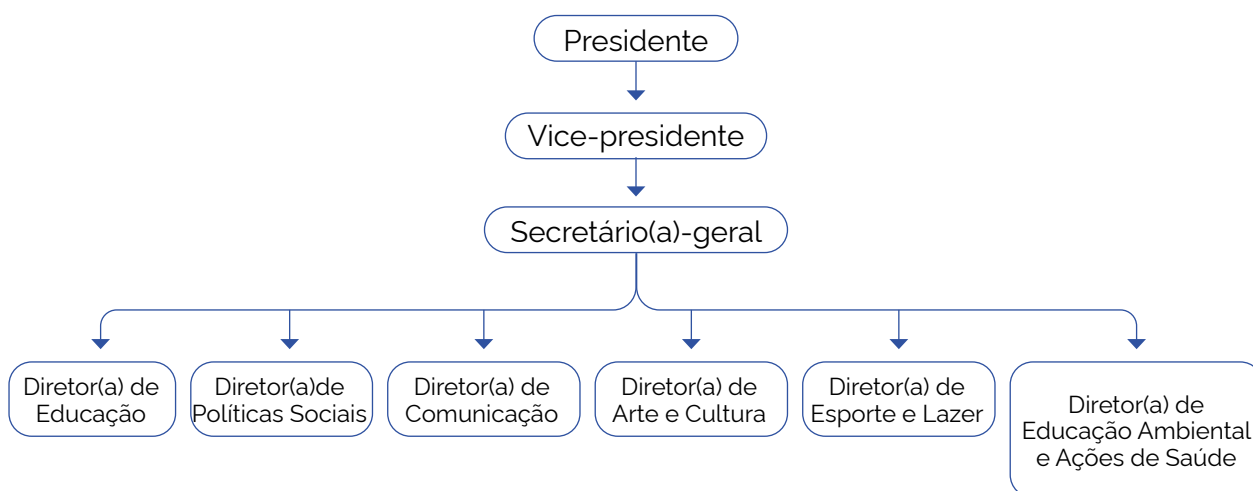 Presidente
Vice-presidente
Secretário(a)-geral
Diretor(a) de
Educação
Diretor(a)de
Políticas Sociais
Diretor(a) de
Comunicação
Diretor(a) de
Arte e Cultura
Diretor(a) de
Esporte e Lazer
Diretor(a) de
Educação Ambiental
e Ações de Saúde